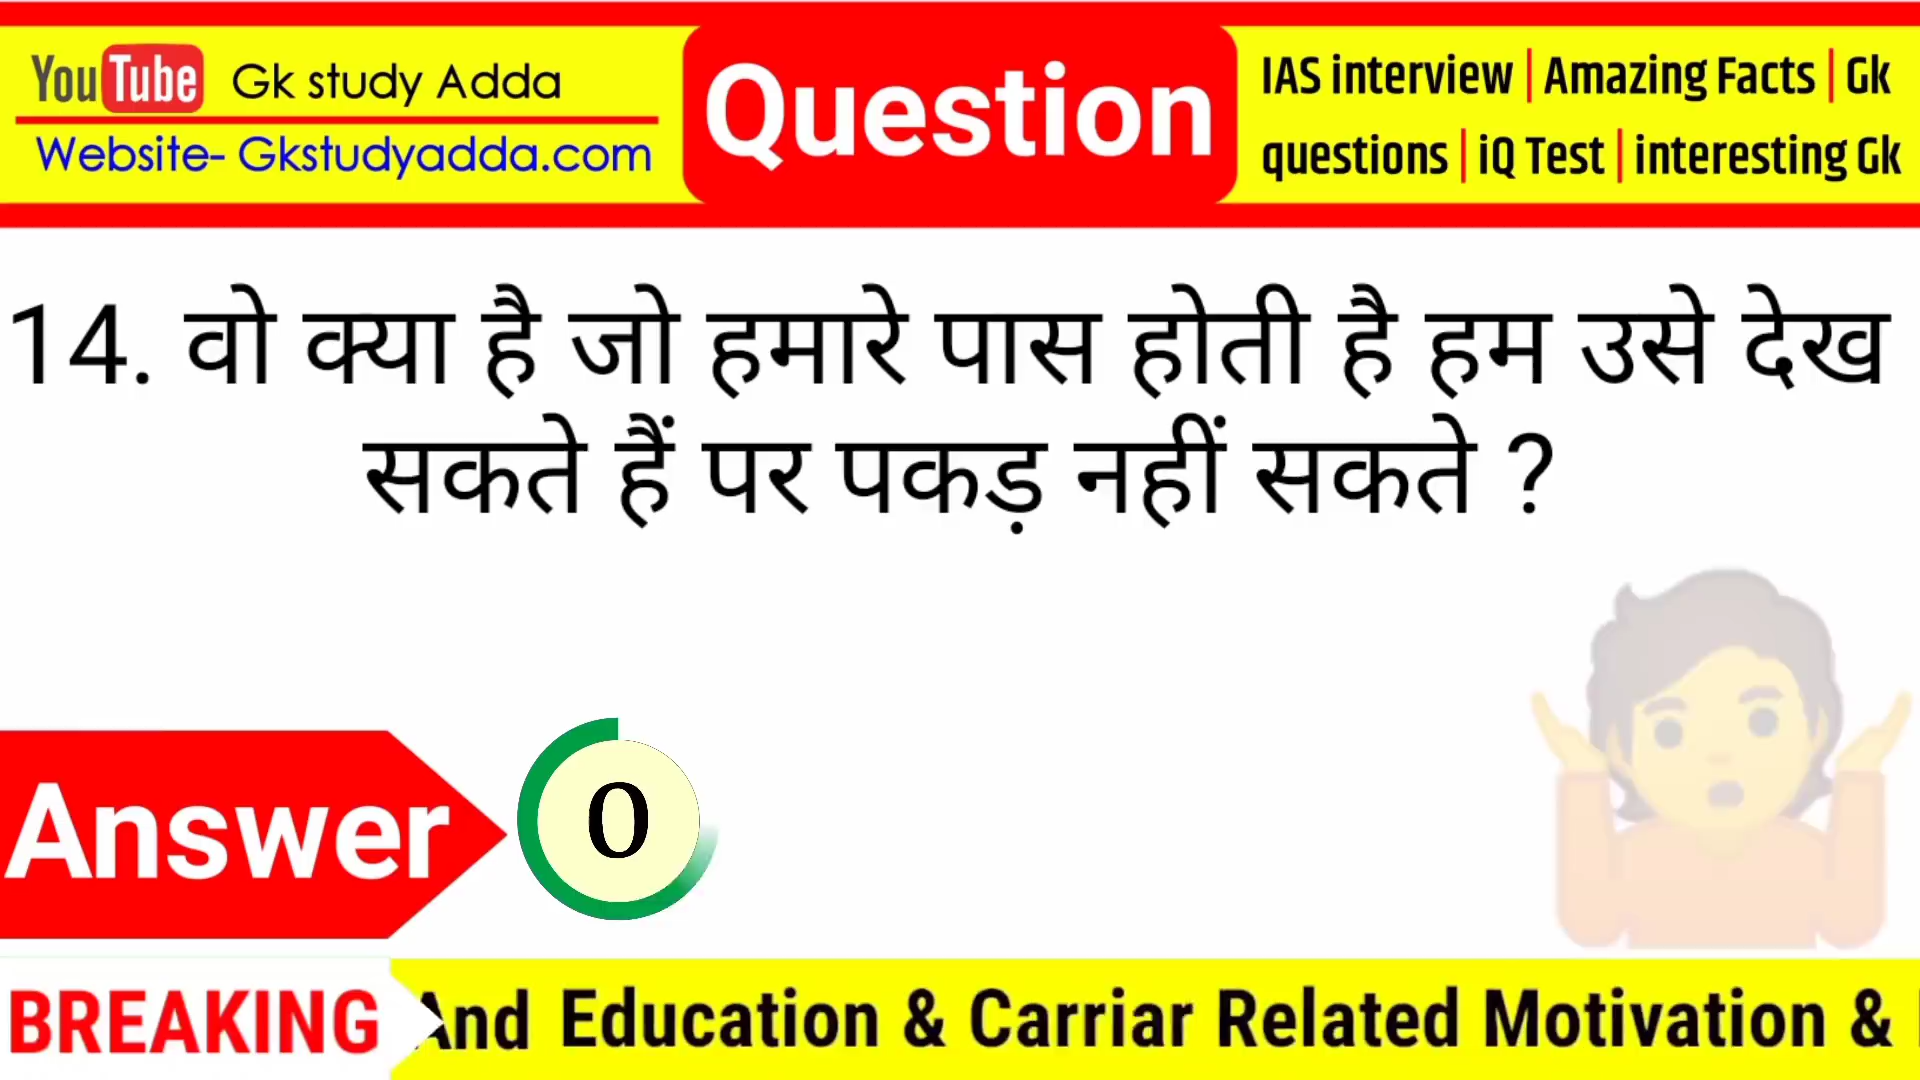 YouTube Gk study Adda
Website- Gkstudyadda.com
Question
IAS interview | Amazing Facts | Gk
questions | iQ Test | interesting Gk
14. वो क्या है जो हमारे पास होती है हम उसे देख
सकते हैं पर पकड़ नहीं सकते ?
Answer
0
BREAKING
And Education & Carriar Related Motivation &